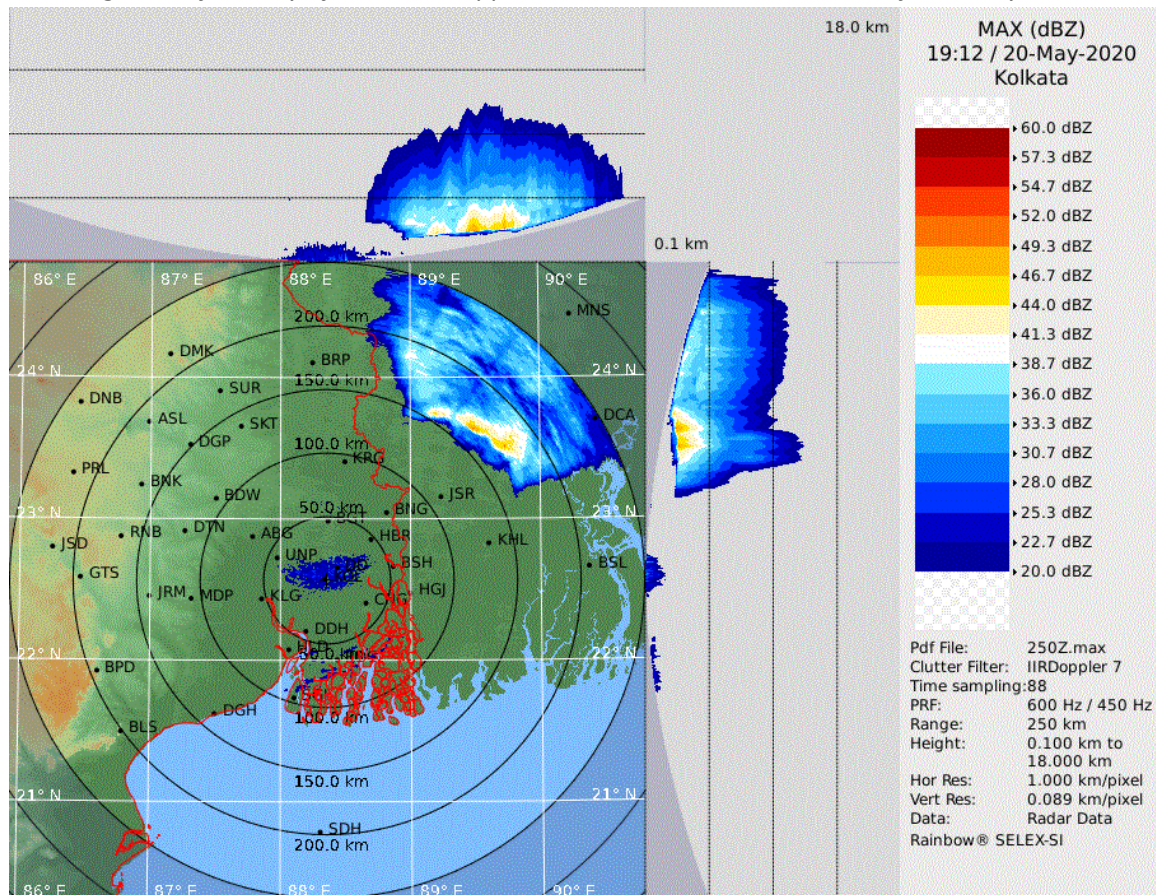 18.0 km
MAX (dBZ)
19:12 / 20-May-2020
Kolkata
60.0 dBZ
57.3 dBZ
54.7 dBZ
52.0 dBZ
49.3 dBZ
46.7 dBZ
44.0 dBZ
41.3 dBZ
38.7 dBZ
36.0 dBZ
33.3 dBZ
30.7 dBZ
28.0 dBZ
25.3 dBZ
22.7 dBZ
20.0 dBZ
Pdf File: 250Z.max
Clutter Filter: IIRDoppler 7
Time sampling:88
PRF: 600 Hz / 450 Hz
Range: 250 km
Height: 0.100 km to
18.000 km
Hor Res: 1.000 km/pixel
Vert Res: 0.089 km/pixel
Data: Radar Data
Rainbow® SELEX-SI
0.1 km
86° E 87° E 88° E 89° E 90° E
MNS
200.0 km
DMK
BRP
24° N 24° N
150.0 km
SUR
DNB
DCA
ASL
SKT
DGP
100.0 km
KRG
PRL
BNK
BDW
JSR
50.0 km
BNG
23° N 23° N
RNB
DTN
ABG
HBR
KHL
JSD
UNP
BSH
BSL
GTS
JRM
MDP
KLG
HGJ
DDH
HLD
22° N 22° N
BPD
DGH
100.0 km
BLS
150.0 km
21° N 21° N
SDH
200.0 km
86° E 87° E 88° E 89° E 90° E